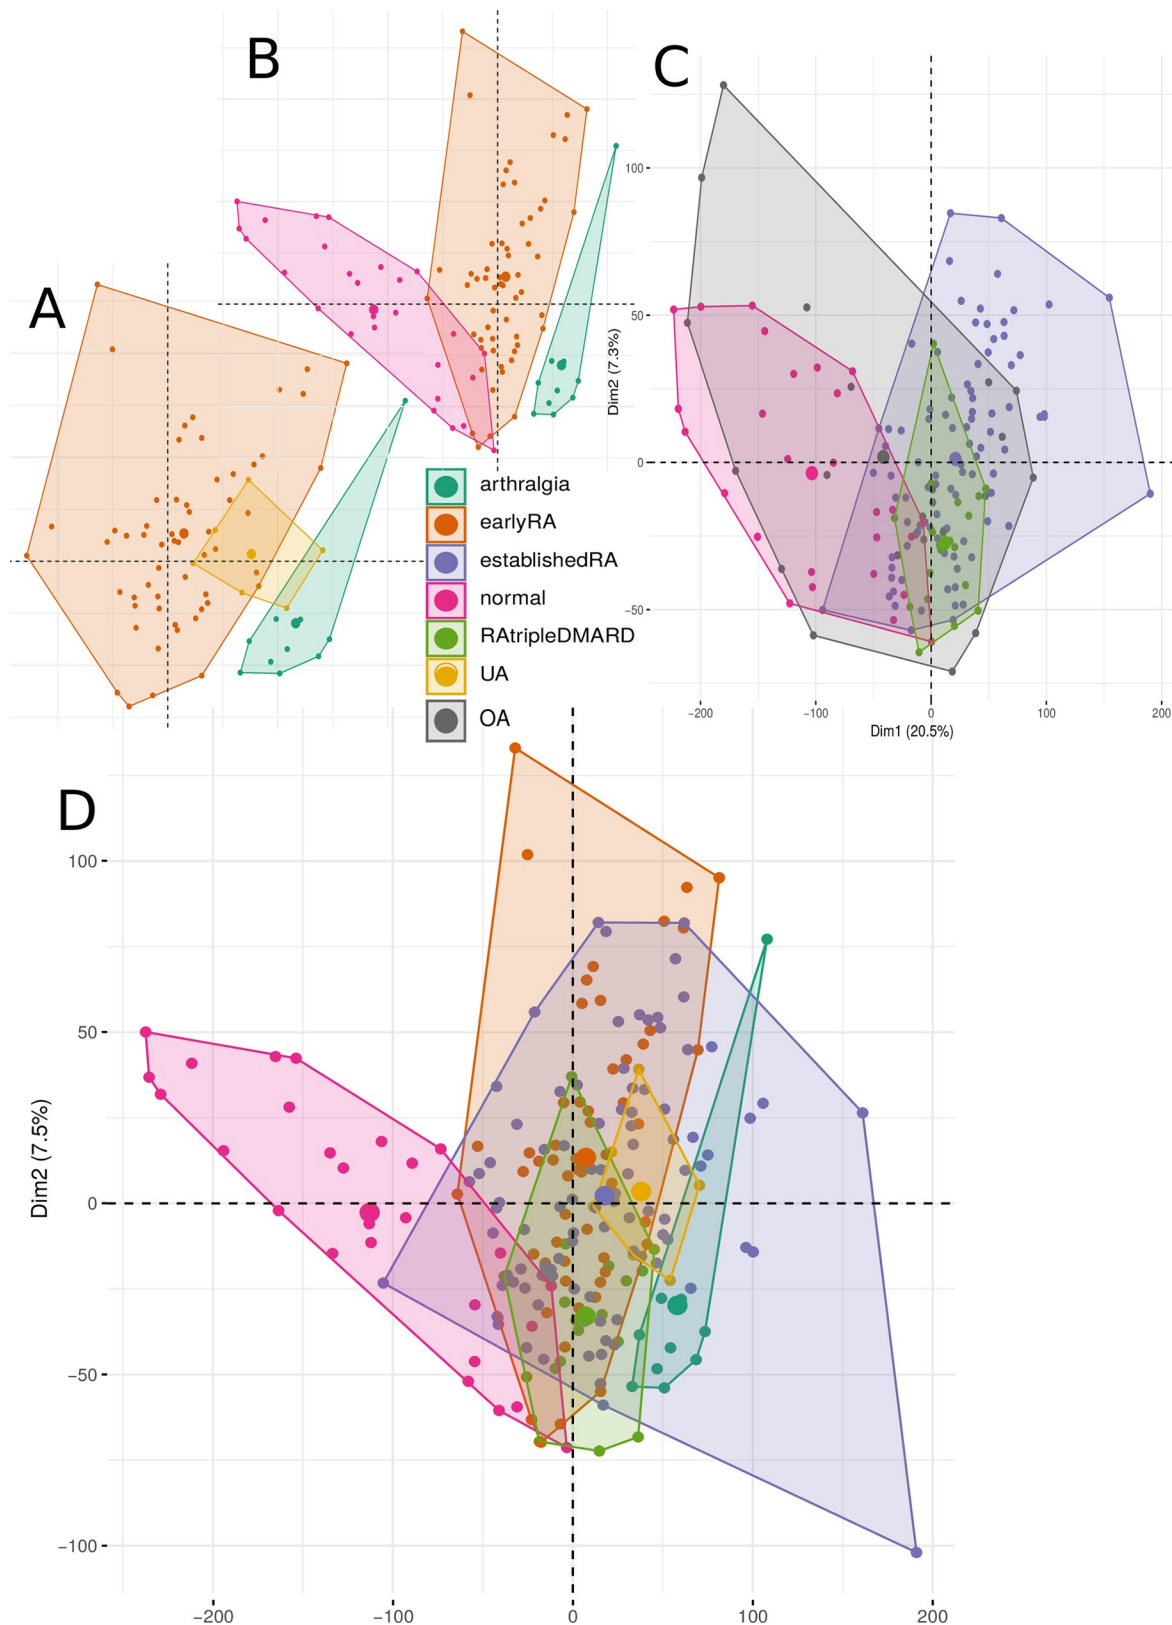 B
C
A
100
50
0
−50
Dim2 (7.3%)
−200
−100
0
100
200
Dim1 (20.5%)
arthralgia
earlyRA
establishedRA
normal
RAtripleDMARD
UA
OA
D
100
50
0
−50
−100
Dim2 (7.5%)
−200
−100
0
100
200